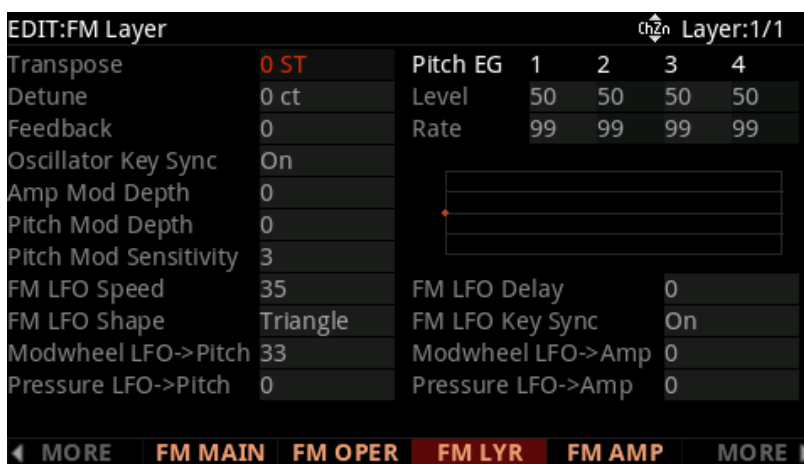 EDIT:FM Layer ChZn Layer:1/1
Transpose 0 ST Pitch EG 1 2 3 4
Detune 0 ct Level 50 50 50 50
Feedback 0 Rate 99 99 99 99
Oscillator Key Sync On
Amp Mod Depth 0
Pitch Mod Depth 0
Pitch Mod Sensitivity 3
FM LFO Speed 35 FM LFO Delay 0
FM LFO Shape Triangle FM LFO Key Sync On
Modwheel LFO->Pitch 33 Modwheel LFO->Amp 0
Pressure LFO->Pitch 0 Pressure LFO->Amp 0
MORE FM MAIN FM OPER FM LYR FM AMP MORE